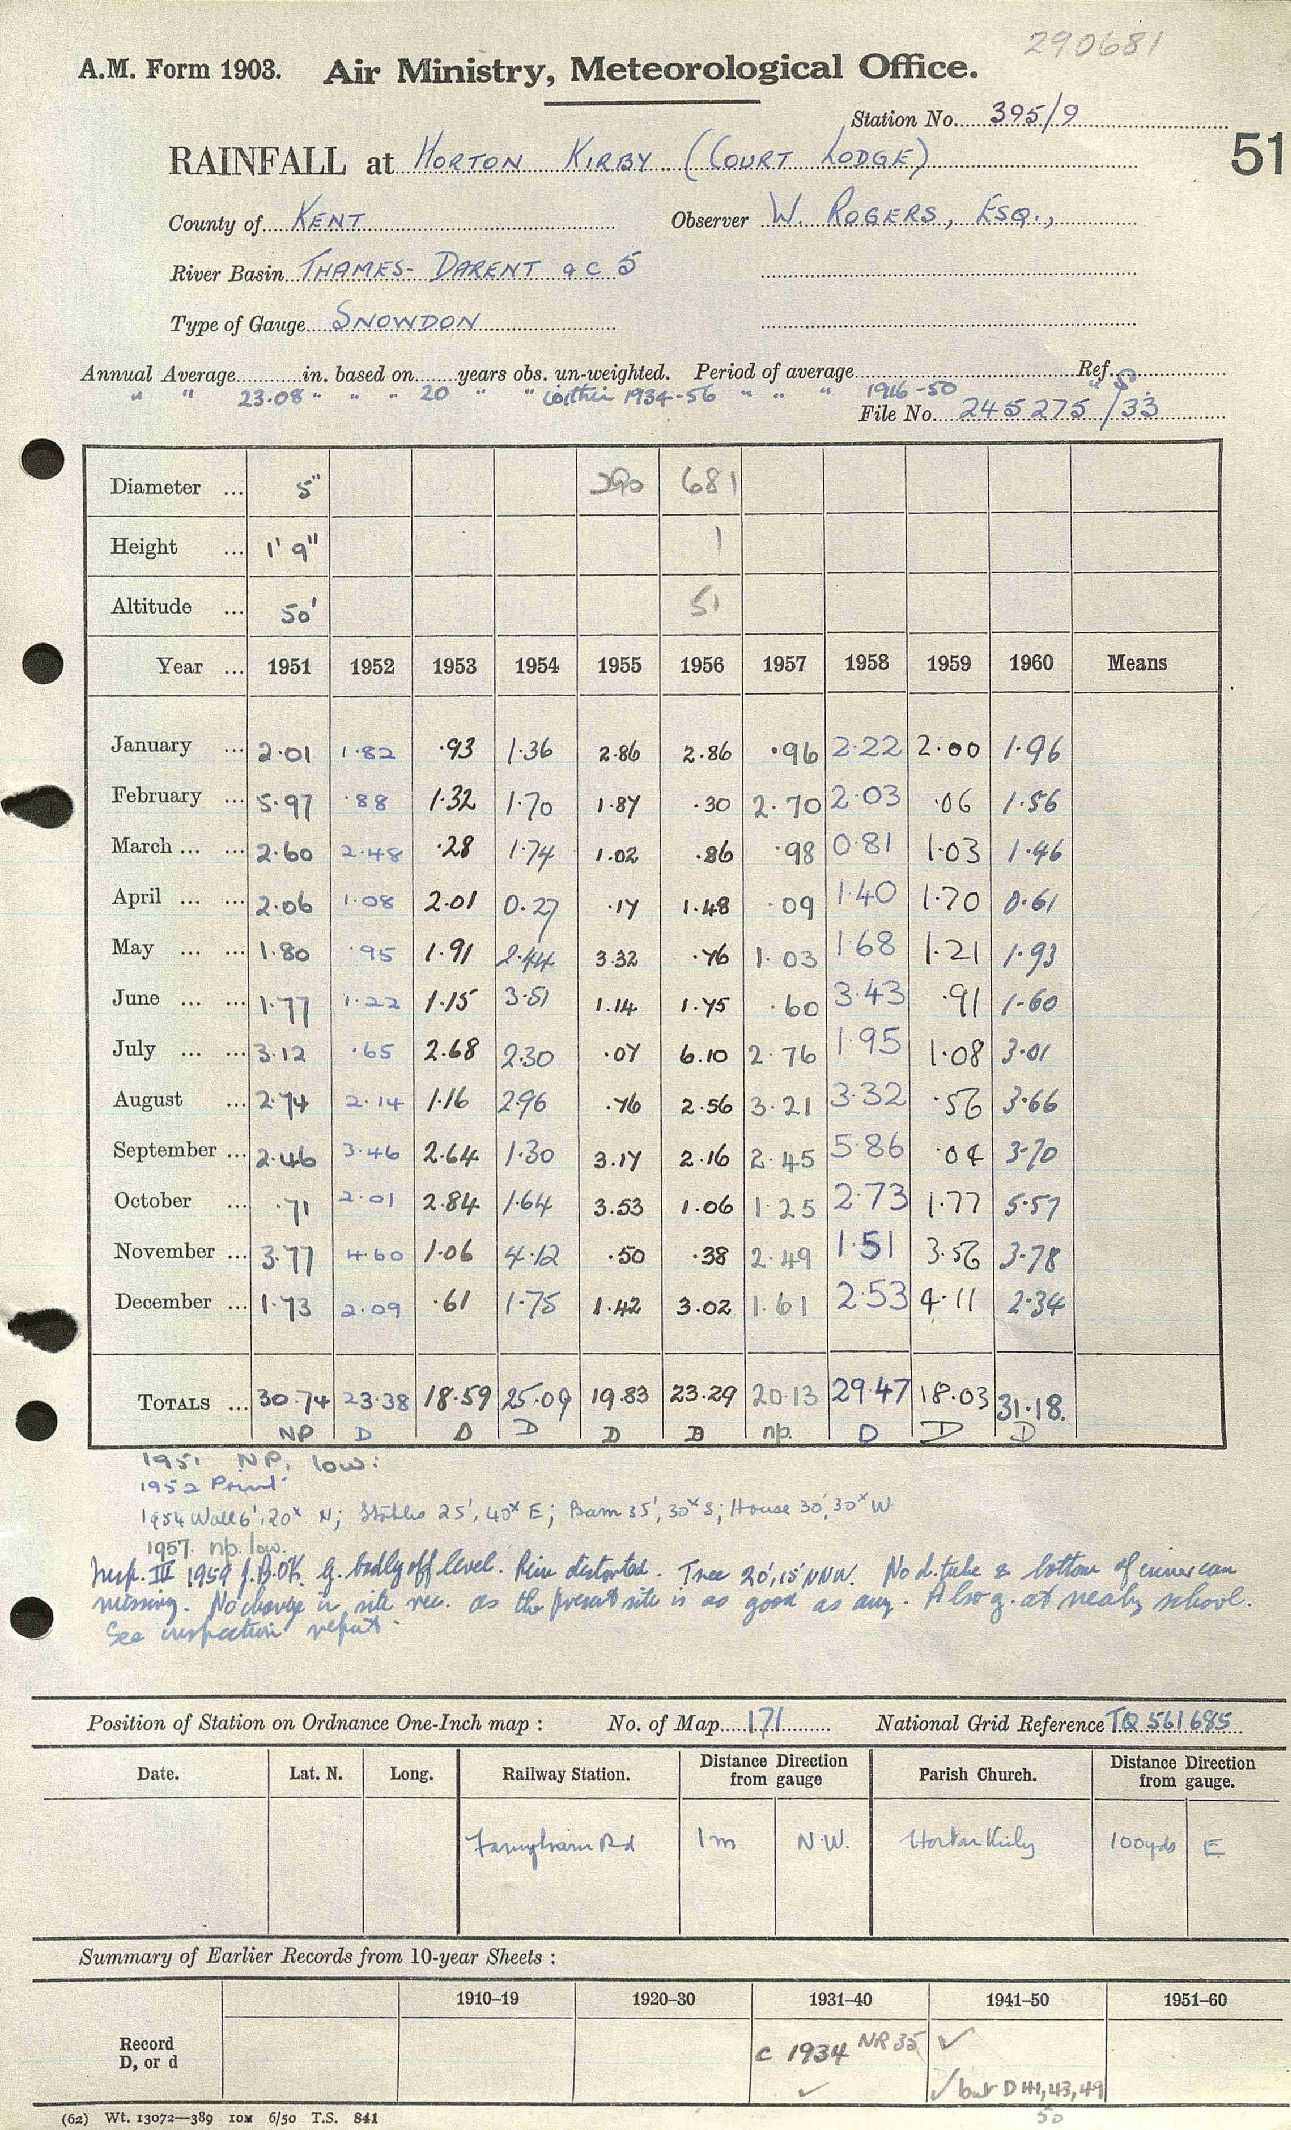 290681
A.M. Form 1903. Air Ministry, Meteorological Office.
Station No. 395/9
RAINFALL at HORTON KIRBY (COURT LODGE)
51
County of KENT Observer W. ROGERS, ESQ.,
River Basin THAMES- DARENT 9 C 5
Type of Gauge SNOWDON
Annual Average in. based on years obs. un-weighted. Period of average Ref.
" " 23.08 " " " 20 " " within 1934-56 " " " 1916-50
File No. 245275/S.33
Diameter ... 5" 290 681
Height ... 1' 9" 1
Altitude ... 50' 51
Year ... 1951 1952 1953 1954 1955 1956 1957 1958 1959 1960 Means
January ... 2.01 1.82 .93 1.36 2.86 2.86 .96 2.22 2.00 1.96
February ... 5.97 .88 1.32 1.70 1.87 .30 2.70 2.03 .06 1.56
March ... ... 2.60 2.48 .28 1.74 1.02 .86 .98 0.81 1.03 1.46
April ... ... 2.06 1.08 2.01 0.27 .17 1.48 .09 1.40 1.70 0.61
May ... ... 1.80 .95 1.91 2.44 3.32 .76 1.03 1.68 1.21 1.93
June ... ... 1.77 1.22 1.15 3.51 1.14 1.75 .60 3.43 .91 1.60
July ... ... 3.12 .65 2.68 2.30 .07 6.10 2.76 1.95 1.08 3.01
August ... 2.74 2.14 1.16 2.96 .76 2.56 3.21 3.32 .56 3.66
September ... 2.46 3.46 2.64 1.30 3.17 2.16 2.45 5.86 .04 3.70
October ... .71 2.01 2.84 1.64 3.53 1.06 1.25 2.73 1.77 5.57
November ... 3.77 4.60 1.06 4.12 .50 .38 2.49 1.51 3.56 3.78
December ... 1.73 2.09 .61 1.75 1.42 3.02 1.61 2.53 4.11 2.34
TOTALS ... 30.74 23.38 18.59 25.09 19.83 23.29 20.13 29.47 18.03 31.18.
NP D D D D D np. D D D
1951 NP. low:
1952 Print
1954 Wall 6', 20x N; Stables 25', 40x E; Barn 35', 30x S; House 30', 30x W
1957. np. low.
Insp. III 1959 J.B. OK. G. badly off level. Rim distorted. Tree 20', 15' NNW. No d. tube & bottom of inner can
missing. No change in site rec. as the present site is as good as any. Also g. at nearby school.
See inspection report.
Position of Station on Ordnance One-Inch map : No. of Map 171 National Grid Reference TQ 561685
Date. Lat. N. Long. Railway Station. Distance Direction from gauge Parish Church. Distance Direction from gauge.
Farningham Rd 1m N.W. Horton Kirby 100yds E
Summary of Earlier Records from 10-year Sheets :
1910-19 1920-30 1931-40 1941-50 1951-60
Record D, or d c 1934 NR 35 ✓
✓ ✓ but D 41, 43, 49
50
(62) Wt. 13072—389 10M 6/50 T.S. 841